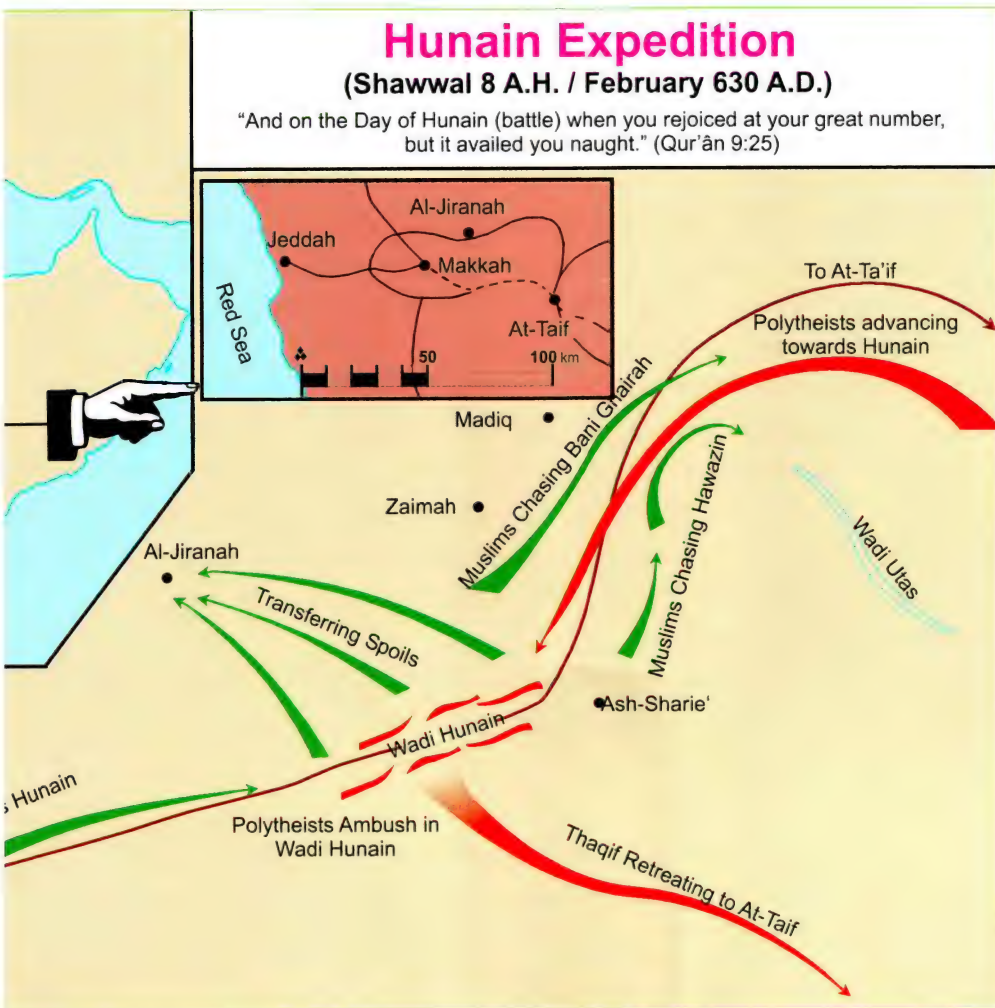 Hunain Expedition
(Shawwal 8 A.H. / February 630 A.D.)
“And on the Day of Hunain (battle) when you rejoiced at your great number,
but it availed you naught.” (Qur’ân 9:25)
Al-Jiranah
Jeddah
Makkah
Red Sea
At-Taif
50
100 km
To At-Ta’if
Polytheists advancing
towards Hunain
Madiq
Muslims Chasing Bani Ghairah
Zaimah
Muslims Chasing Hawazin
Wadi Utas
Al-Jiranah
Transferring Spoils
Ash-Sharie‘
Wadi Hunain
s Hunain
Polytheists Ambush in
Wadi Hunain
Thaqif Retreating to At-Taif